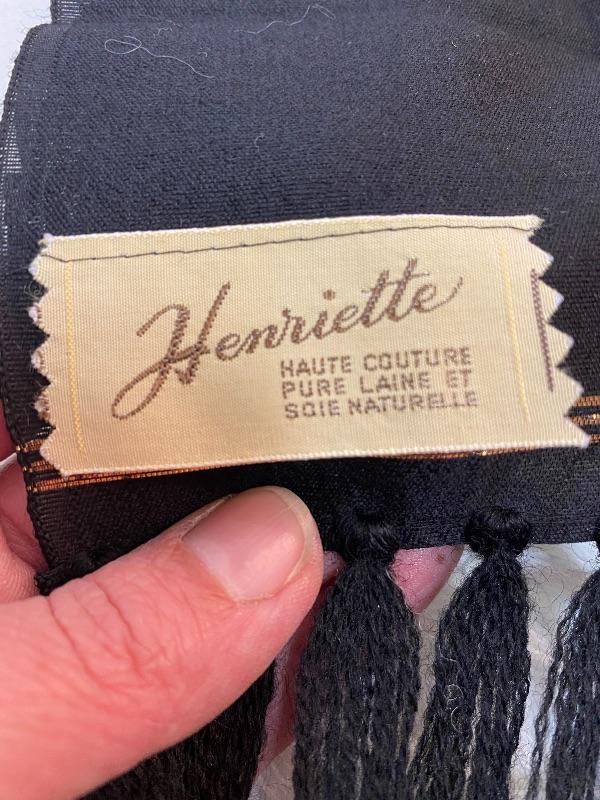 Henriette
HAUTE COUTURE
PURE LAINE ET
SOIE NATURELLE